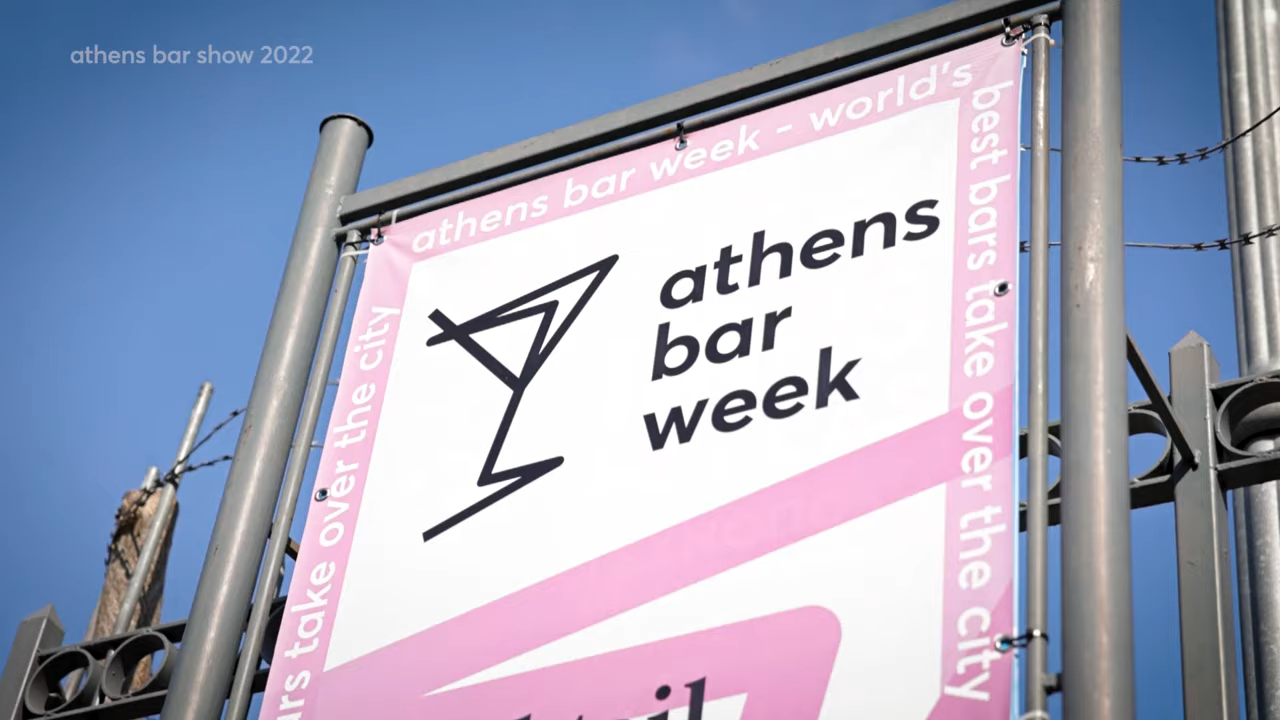 athens bar show 2022
athens bar week - world's
best bars take over the city
take over the city
athens
bar
week